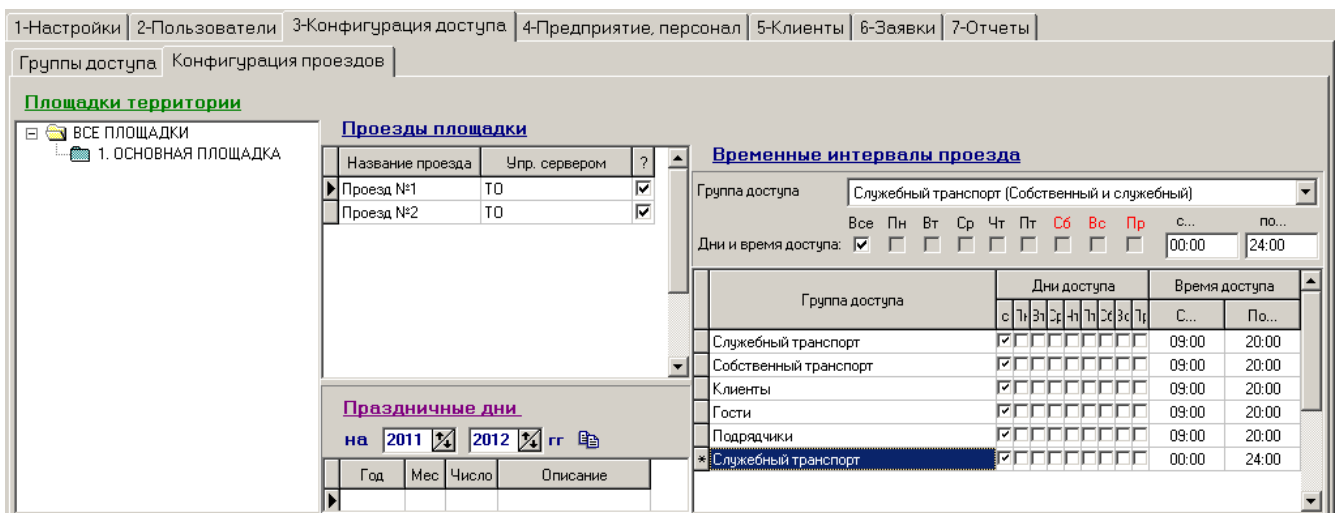 1-Настройки 2-Пользователи 3-Конфигурация доступа 4-Предприятие, персонал 5-Клиенты 6-Заявки 7-Отчеты
Группы доступа Конфигурация проездов
Площадки территории
ВСЕ ПЛОЩАДКИ
1. ОСНОВНАЯ ПЛОЩАДКА
Проезды площадки
Название проезда Упр. сервером ?
Проезд №1 ТО
Проезд №2 ТО
Праздничные дни
на 2011 2012 гг
Год Мес Число Описание
Временные интервалы проезда
Группа доступа Служебный транспорт (Собственный и служебный)
Все Пн Вт Ср Чт Пт Сб Вс Пр с... по...
Дни и время доступа: 00:00 24:00
Группа доступа Дни доступа Время доступа
С... По...
Служебный транспорт 09:00 20:00
Собственный транспорт 09:00 20:00
Клиенты 09:00 20:00
Гости 09:00 20:00
Подрядчики 09:00 20:00
* Служебный транспорт 00:00 24:00